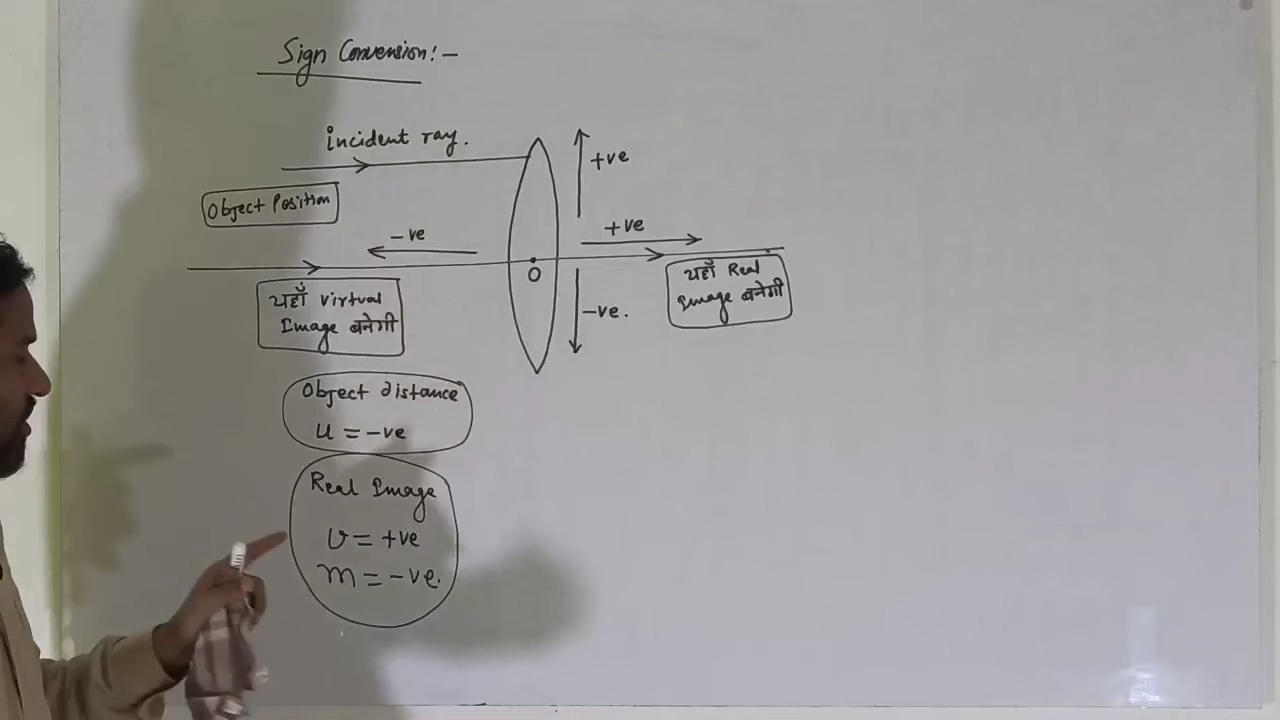 Sign Convension:-
incident ray.
+ve
Object Position
-ve
+ve
O
यहाँ virtual
Image बनेगी
यहाँ Real
Image बनेगी
-ve.
Object distance
u = -ve
Real Image
v = +ve
m = -ve.